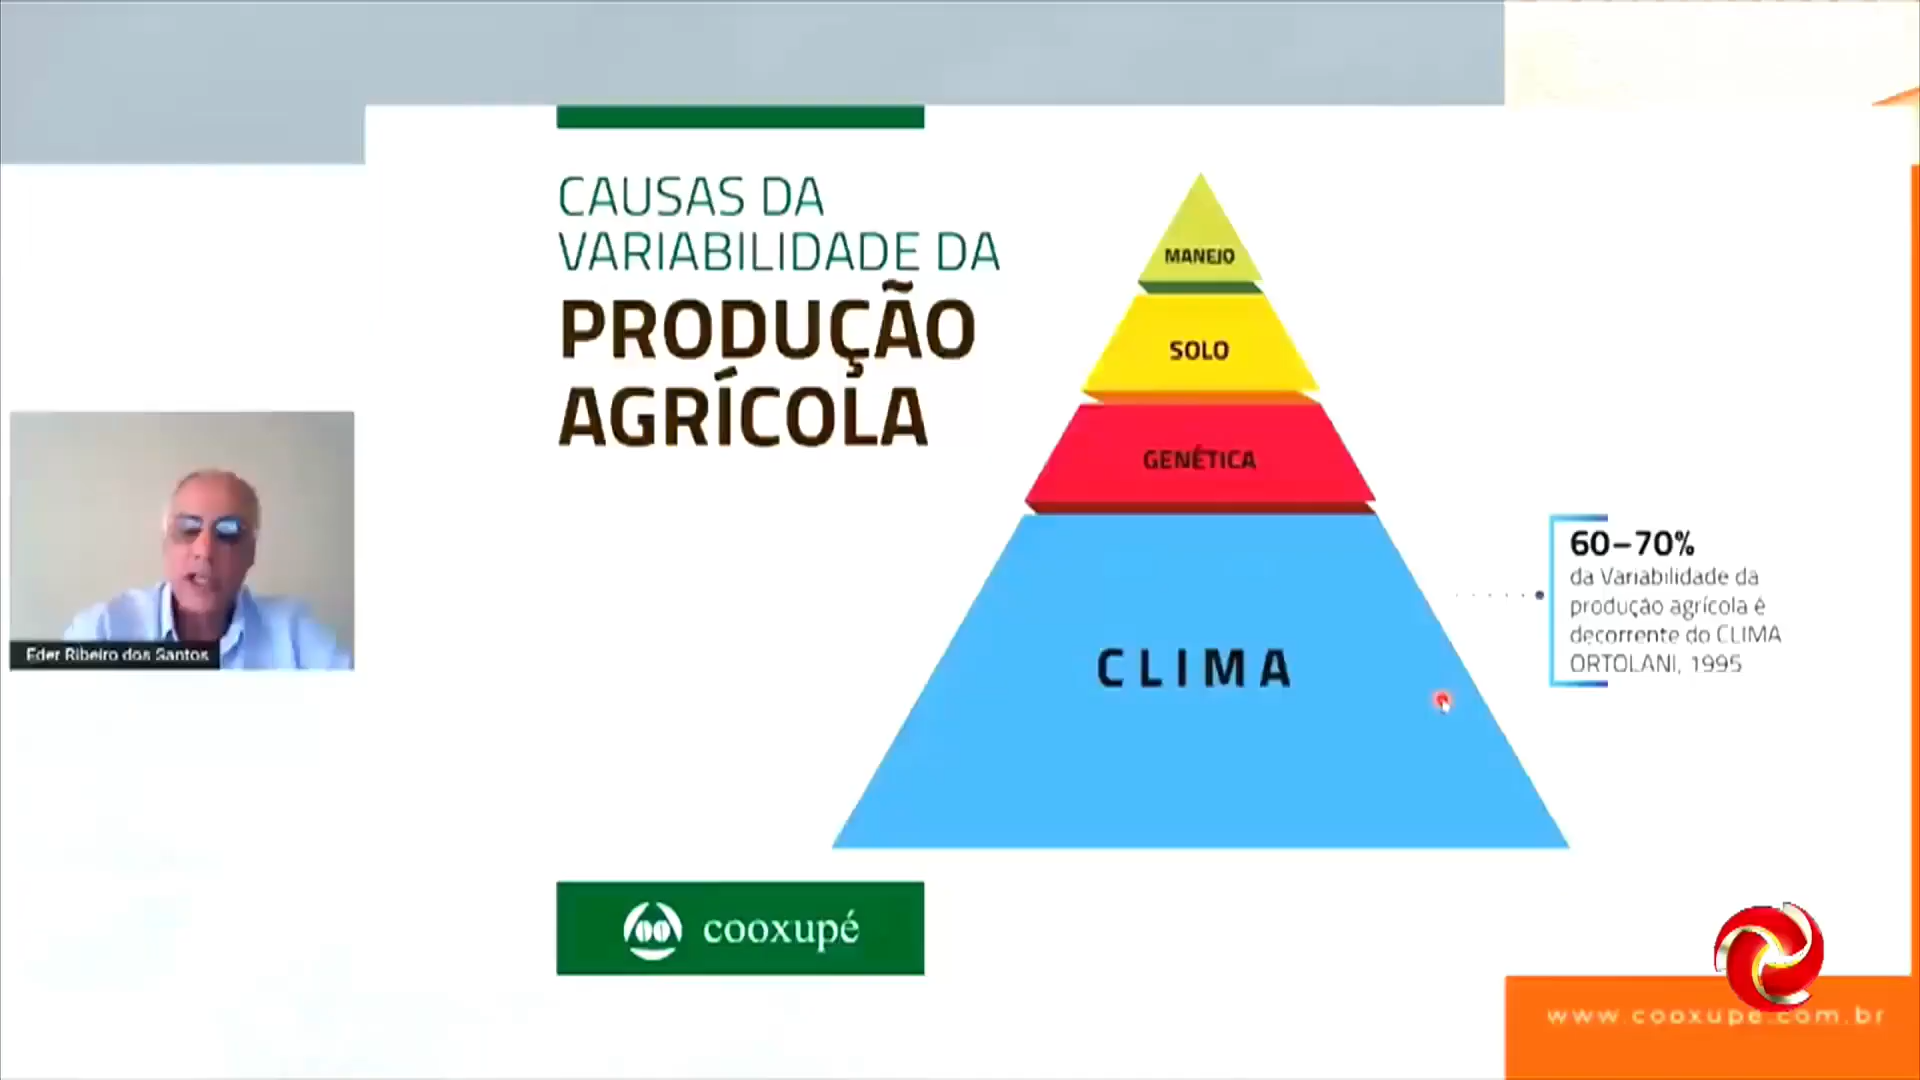 CAUSAS DA
VARIABILIDADE DA
PRODUÇÃO
AGRÍCOLA
MANEJO
SOLO
GENÉTICA
CLIMA
60–70%
da Variabilidade da
produção agrícola é
decorrente do CLIMA
ORTOLANI, 1995
Eder Ribeiro dos Santos
cooxupé
www.cooxupe.com.br